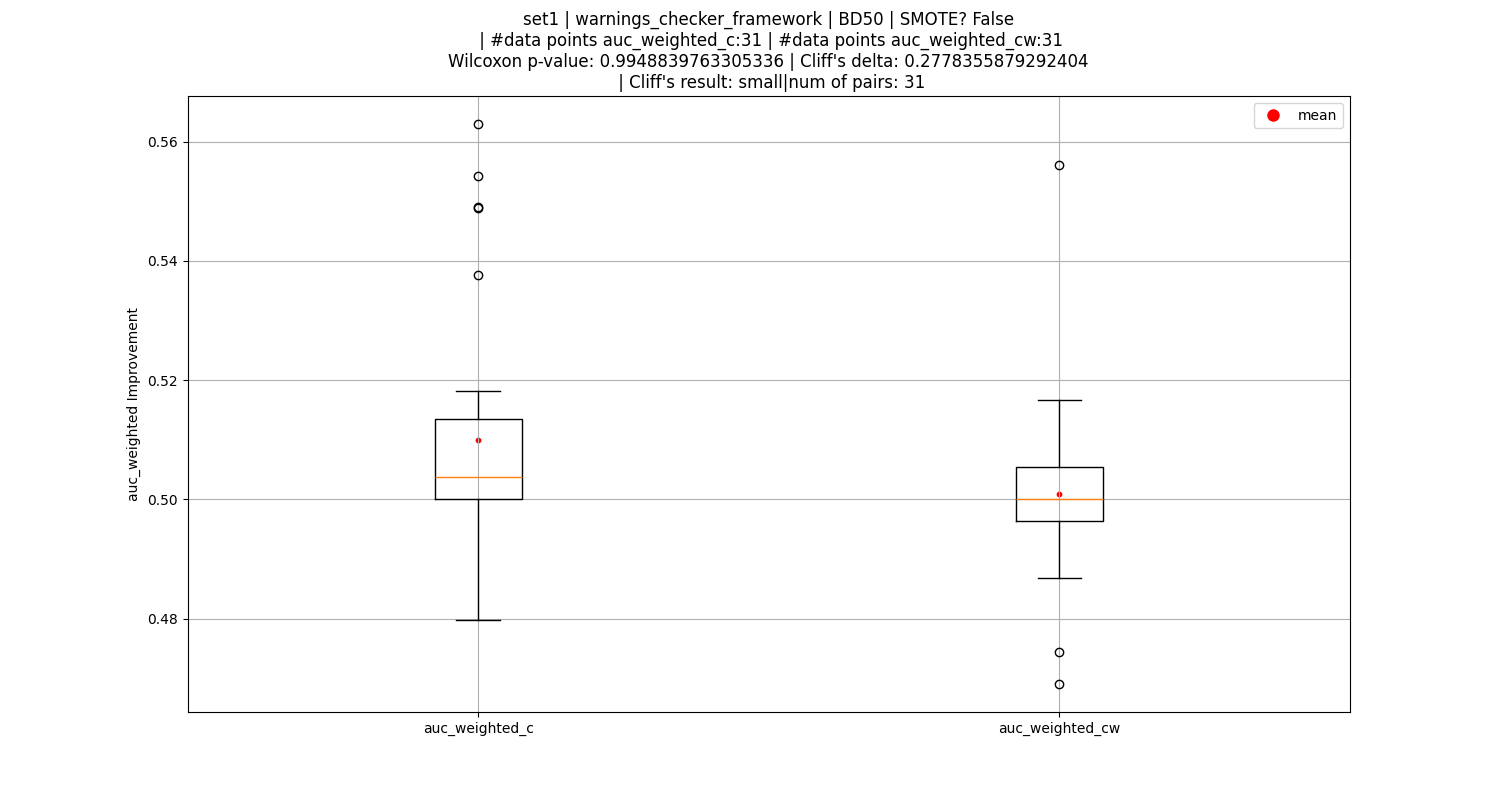 set1 | warnings_checker_framework | BD50 | SMOTE? False
| #data points auc_weighted_c:31 | #data points auc_weighted_cw:31
Wilcoxon p-value: 0.9948839763305336 | Cliff's delta: 0.2778355879292404
| Cliff's result: small|num of pairs: 31
mean
0.56
0.54
0.52
0.50
0.48
auc_weighted Improvement
auc_weighted_c
auc_weighted_cw